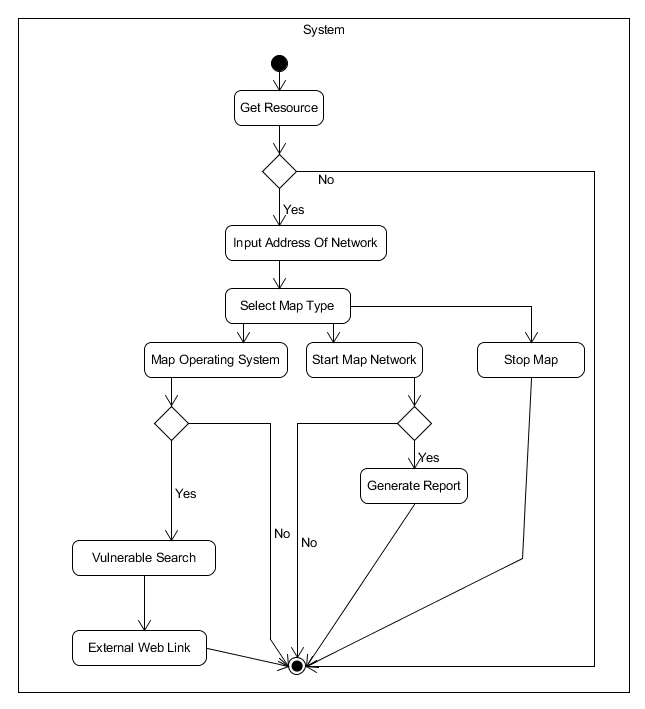 System
Get Resource
No
Yes
Input Address Of Network
Select Map Type
Map Operating System
Start Map Network
Stop Map
Yes
Generate Report
Yes
No
No
Vulnerable Search
External Web Link